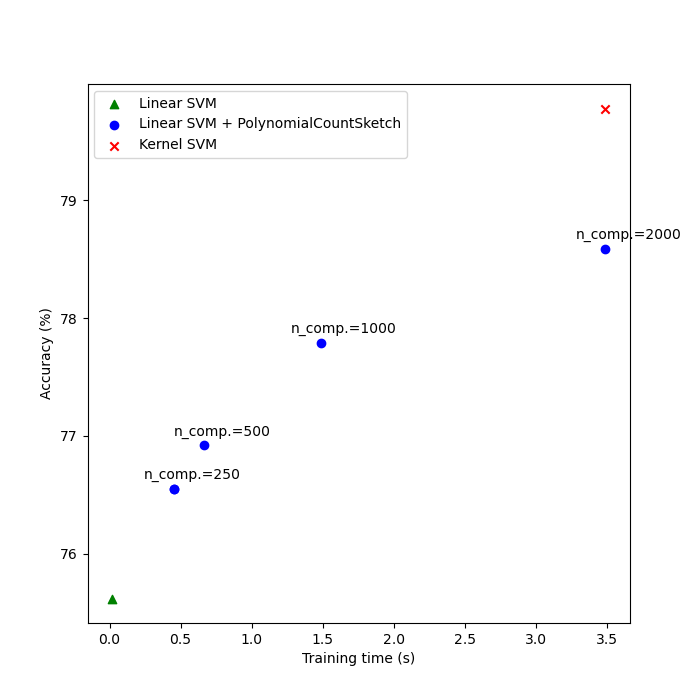 Linear SVM
Linear SVM + PolynomialCountSketch
Kernel SVM
79
n_comp.=2000
78
n_comp.=1000
Accuracy (%)
77
n_comp.=500
n_comp.=250
76
0.0 0.5 1.0 1.5 2.0 2.5 3.0 3.5
Training time (s)